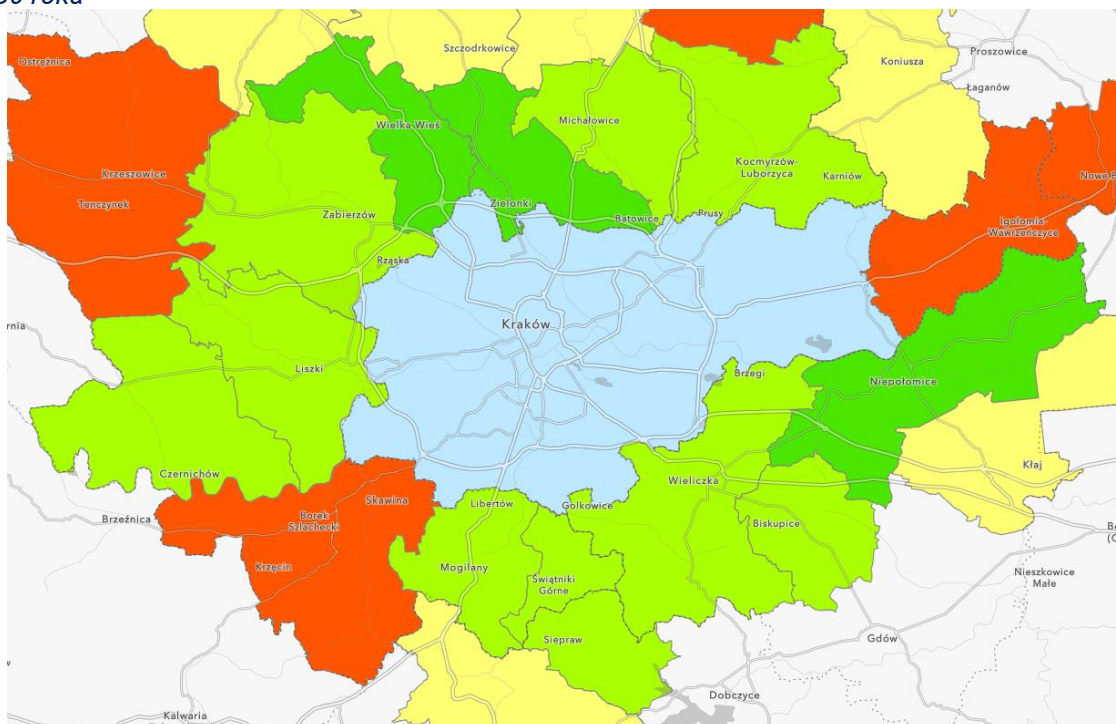 Szczodrkowice
Proszowice
Ostrężnica
Koniusza
Łaganów
Michałowice
Wielka Wieś
Kocmyrzów-
Luborzyca
Krzeszowice
Karniów
Tenczynek
Zielonki
Zabierzów
Batowice
Prusy
Igołomia-
Wawrzeńczyce
Rząska
Kraków
Liszki
Brzegi
Niepołomice
Czernichów
Skawina
Wieliczka
Kłaj
Libertów
Golkowice
Brzeźnica
Borek
Szlachecki
Biskupice
Krzęcin
Mogilany
Świątniki
Górne
Nieszkowice
Małe
Siepraw
Gdów
Dobczyce
Kalwaria